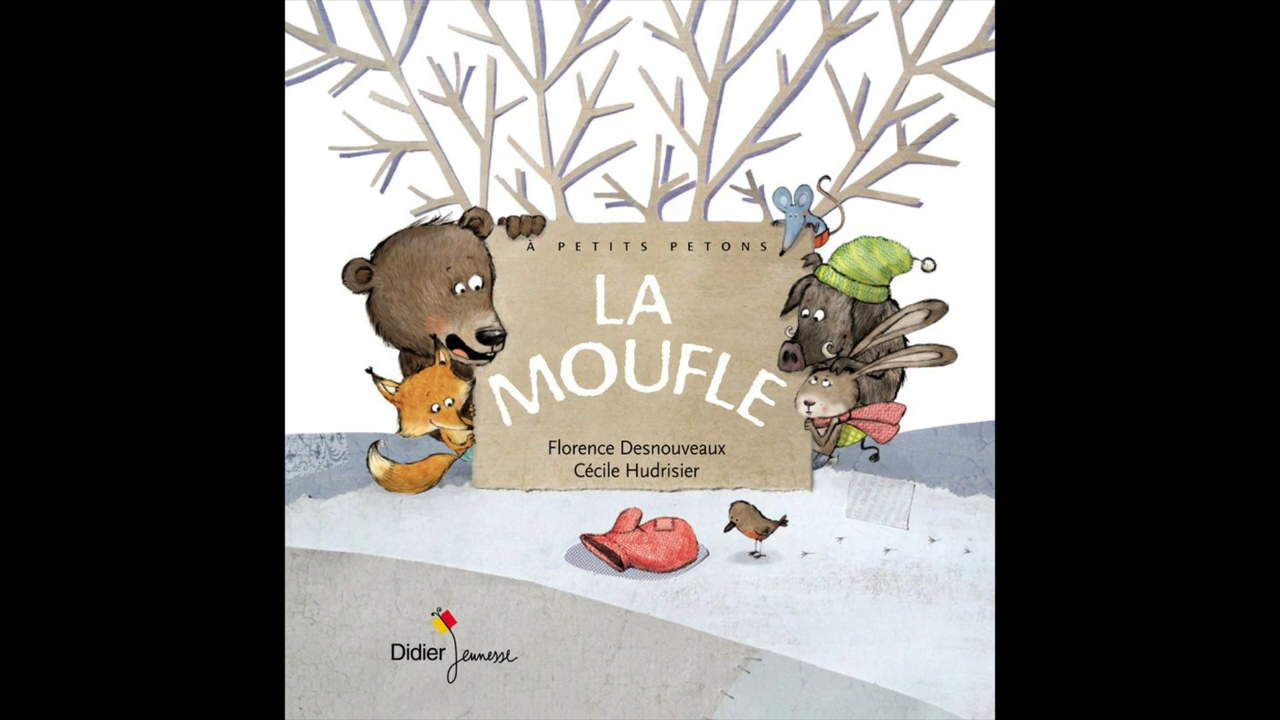 À PETITS PETONS
LA
MOUFLE
Florence Desnouveaux
Cécile Hudrisier
Didier Jeunesse